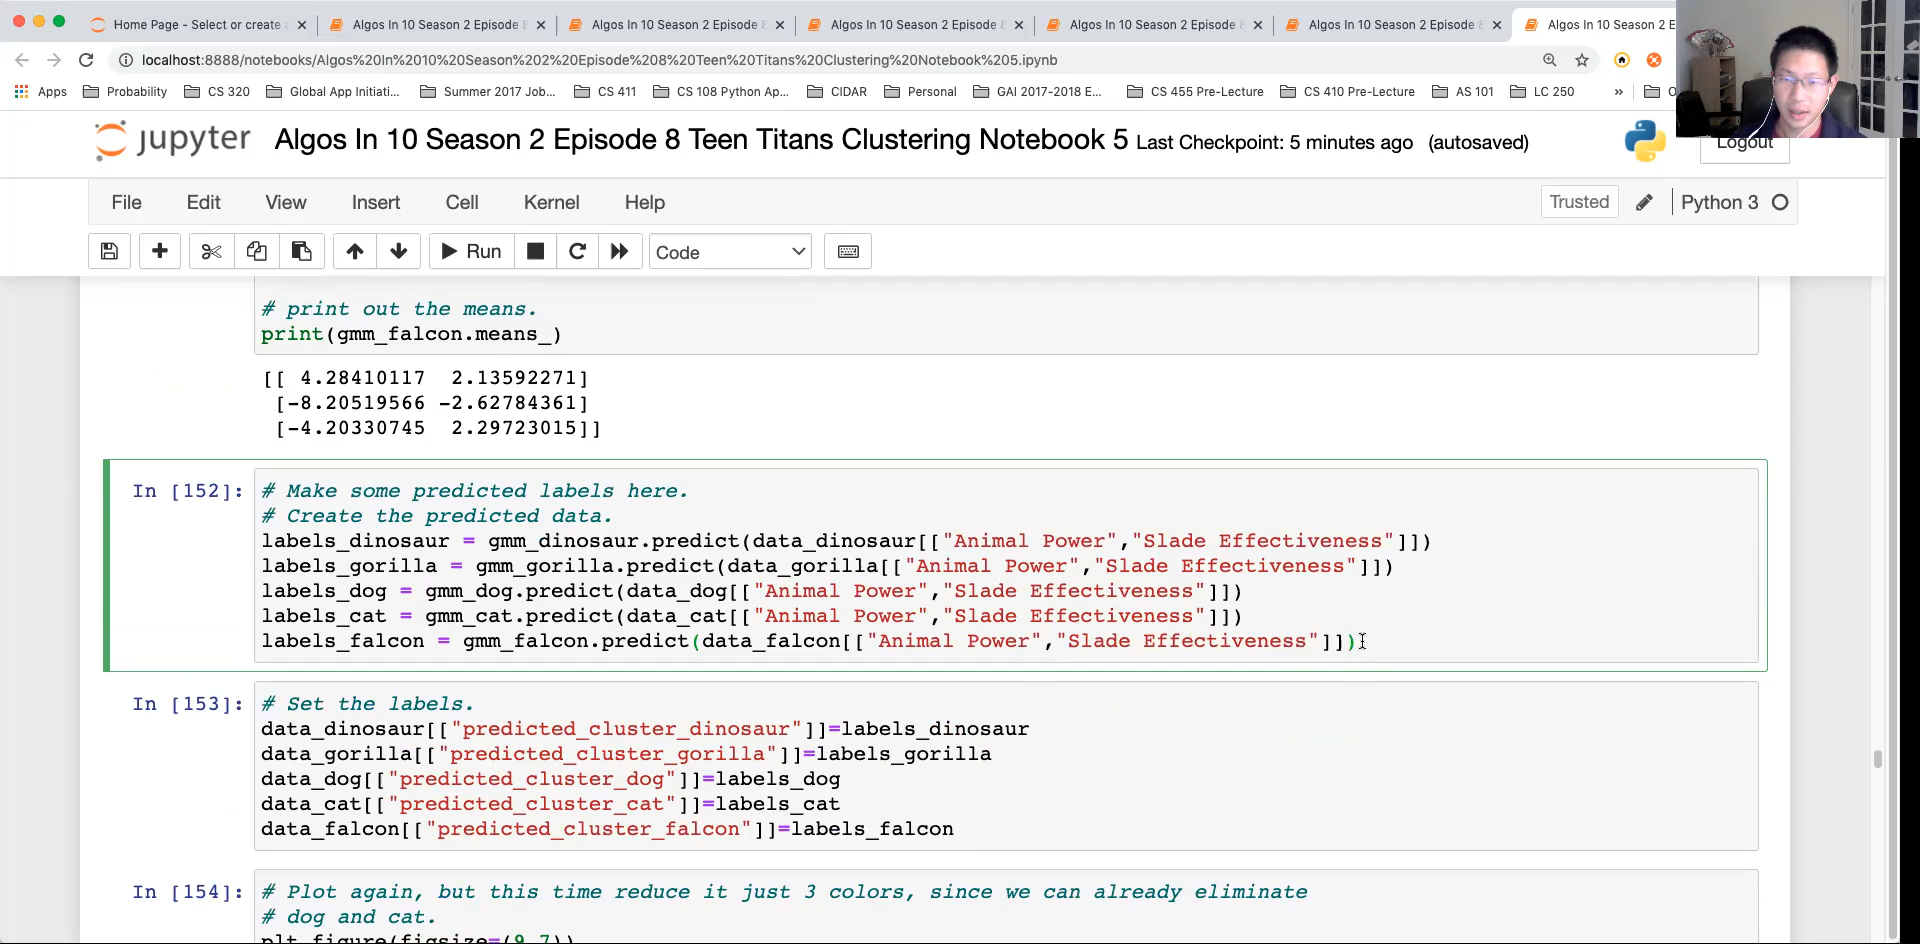 Home Page - Select or create a
Algos In 10 Season 2 Episode 8
Algos In 10 Season 2 Episode 8
Algos In 10 Season 2 Episode 8
Algos In 10 Season 2 Episode 8
Algos In 10 Season 2 Episode 8
Algos In 10 Season 2 E
localhost:8888/notebooks/Algos%20In%2010%20Season%202%20Episode%208%20Teen%20Titans%20Clustering%20Notebook%205.ipynb
Apps
Probability
CS 320
Global App Initiati...
Summer 2017 Job...
CS 411
CS 108 Python Ap...
CIDAR
Personal
GAI 2017-2018 E...
CS 455 Pre-Lecture
CS 410 Pre-Lecture
AS 101
LC 250
»
jupyter
Algos In 10 Season 2 Episode 8 Teen Titans Clustering Notebook 5 Last Checkpoint: 5 minutes ago (autosaved)
Logout
File Edit View Insert Cell Kernel Help
Trusted
Python 3
Run
Code
# print out the means.
print(gmm_falcon.means_)
[[ 4.28410117 2.13592271]
[-8.20519566 -2.62784361]
[-4.20330745 2.29723015]]
In [152]:
# Make some predicted labels here.
# Create the predicted data.
labels_dinosaur = gmm_dinosaur.predict(data_dinosaur[["Animal Power","Slade Effectiveness"]])
labels_gorilla = gmm_gorilla.predict(data_gorilla[["Animal Power","Slade Effectiveness"]])
labels_dog = gmm_dog.predict(data_dog[["Animal Power","Slade Effectiveness"]])
labels_cat = gmm_cat.predict(data_cat[["Animal Power","Slade Effectiveness"]])
labels_falcon = gmm_falcon.predict(data_falcon[["Animal Power","Slade Effectiveness"]])
In [153]:
# Set the labels.
data_dinosaur[["predicted_cluster_dinosaur"]]=labels_dinosaur
data_gorilla[["predicted_cluster_gorilla"]]=labels_gorilla
data_dog[["predicted_cluster_dog"]]=labels_dog
data_cat[["predicted_cluster_cat"]]=labels_cat
data_falcon[["predicted_cluster_falcon"]]=labels_falcon
In [154]:
# Plot again, but this time reduce it just 3 colors, since we can already eliminate
# dog and cat.
plt.figure(figsize=(9,7))